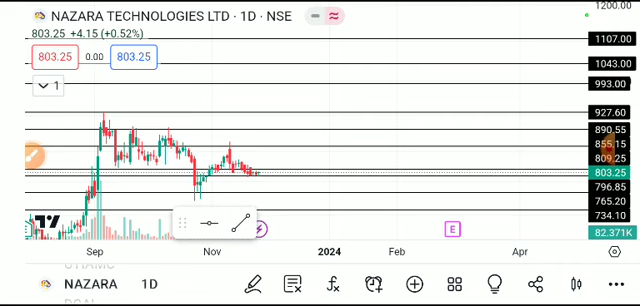 1200.00
NAZARA TECHNOLOGIES LTD · 1D · NSE
803.25 +4.15 (+0.52%)
803.25 0.00 803.25
1
1107.00
1043.00
993.00
927.60
890.55
855.15
809.25
803.25
796.85
765.20
734.10
82.371K
E
Sep Nov 2024 Feb Apr
NAZARA 1D